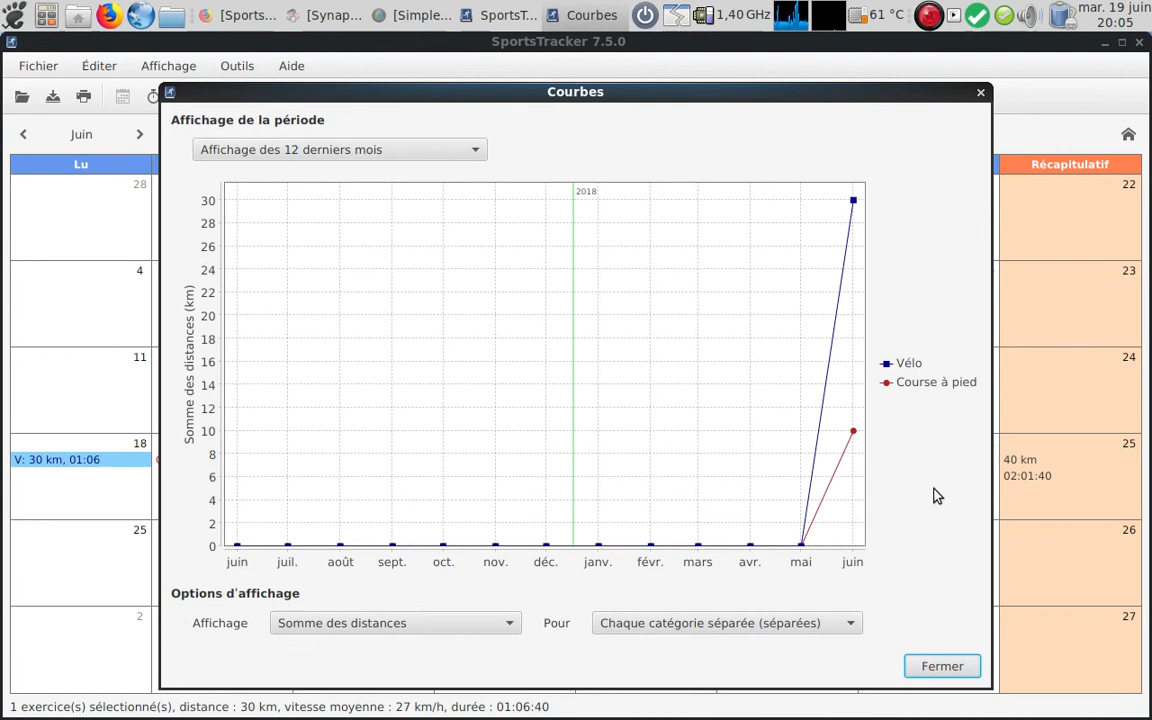 [Sports...
[Synap...
[Simple...
SportsT...
Courbes
1,40 GHz
61 °C
mar. 19 juin
20:05
SportsTracker 7.5.0
Fichier
Éditer
Affichage
Outils
Aide
Juin
Lu
Récapitulatif
28
22
4
23
11
24
18
V: 30 km, 01:06
25
40 km
02:01:40
25
26
2
27
Courbes
Affichage de la période
Affichage des 12 derniers mois
2018
30
28
26
24
22
20
18
16
14
12
10
8
6
4
2
0
Somme des distances (km)
juin
juil.
août
sept.
oct.
nov.
déc.
janv.
févr.
mars
avr.
mai
juin
Vélo
Course à pied
Options d'affichage
Affichage
Somme des distances
Pour
Chaque catégorie séparée (séparées)
Fermer
1 exercice(s) sélectionné(s), distance : 30 km, vitesse moyenne : 27 km/h, durée : 01:06:40